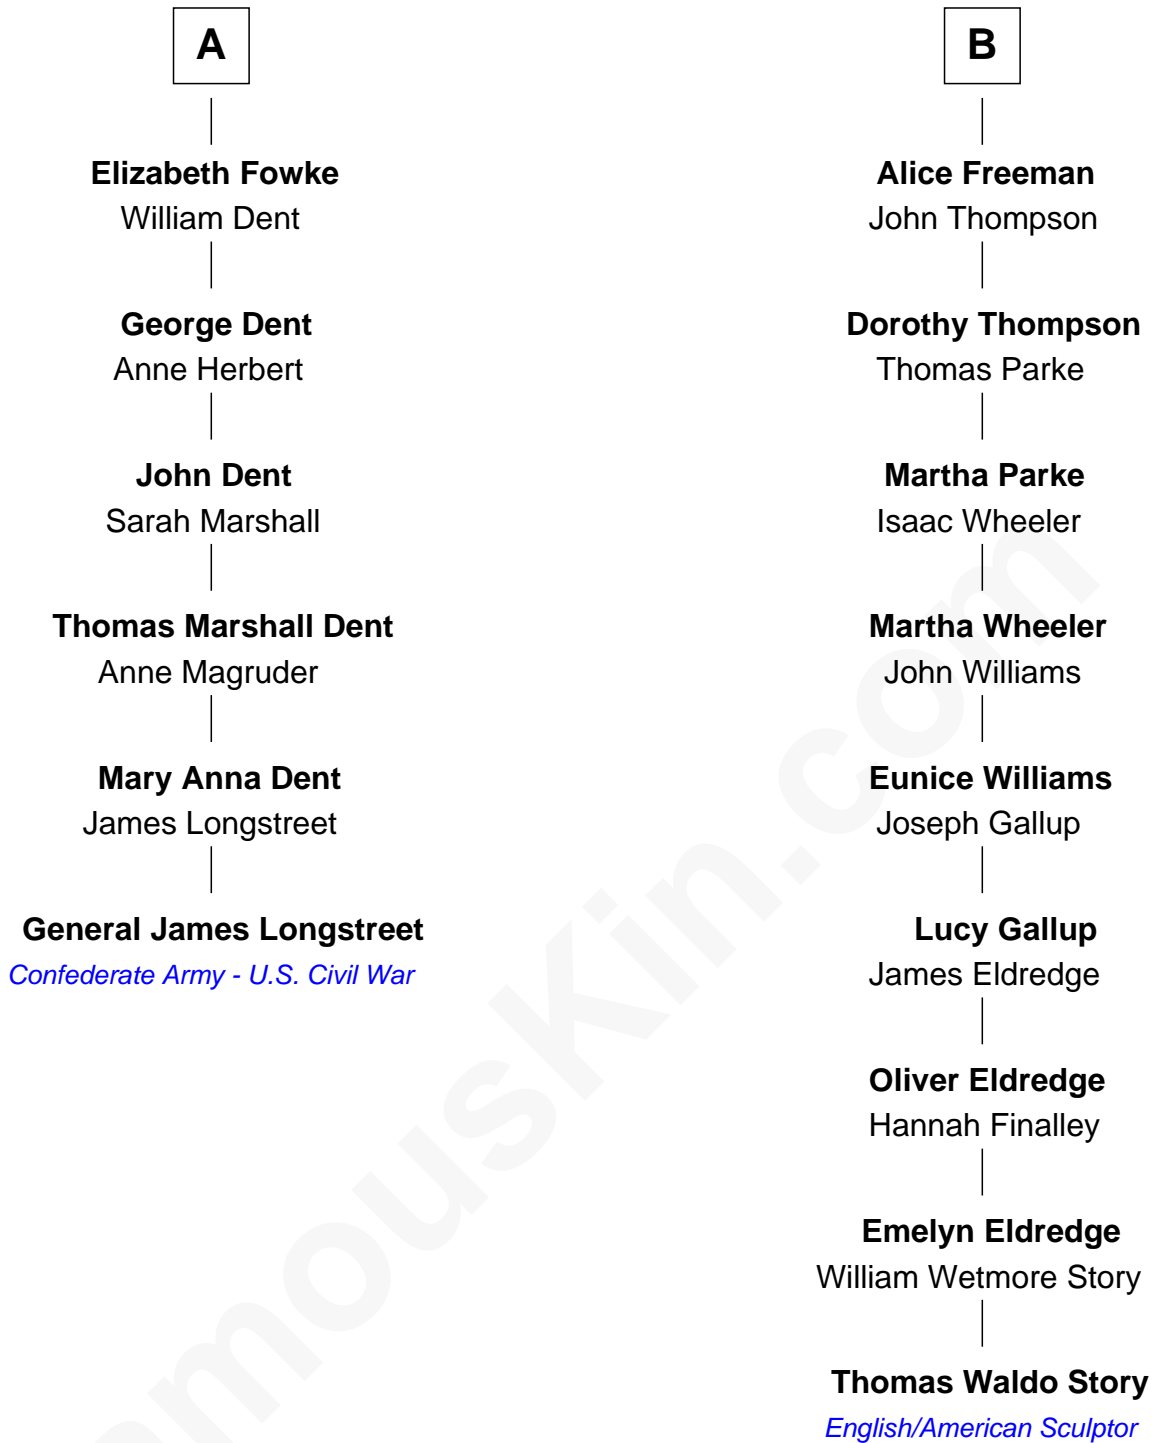 A
Elizabeth Fowke
William Dent
George Dent
Anne Herbert
John Dent
Sarah Marshall
Thomas Marshall Dent
Anne Magruder
Mary Anna Dent
James Longstreet
General James Longstreet
Confederate Army - U.S. Civil War
B
Alice Freeman
John Thompson
Dorothy Thompson
Thomas Parke
Martha Parke
Isaac Wheeler
Martha Wheeler
John Williams
Eunice Williams
Joseph Gallup
Lucy Gallup
James Eldredge
Oliver Eldredge
Hannah Finalley
Emelyn Eldredge
William Wetmore Story
Thomas Waldo Story
English/American Sculptor
amouskin.com